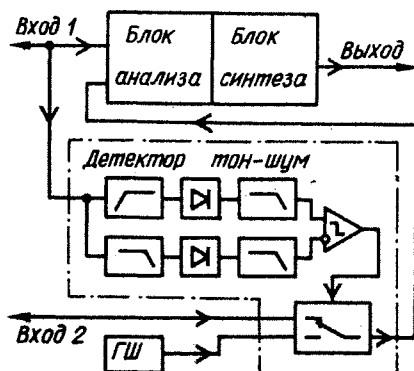 Вход 1
Блок анализа
Блок синтеза
Выход
Детектор тон-шум
Вход 2
ГШ